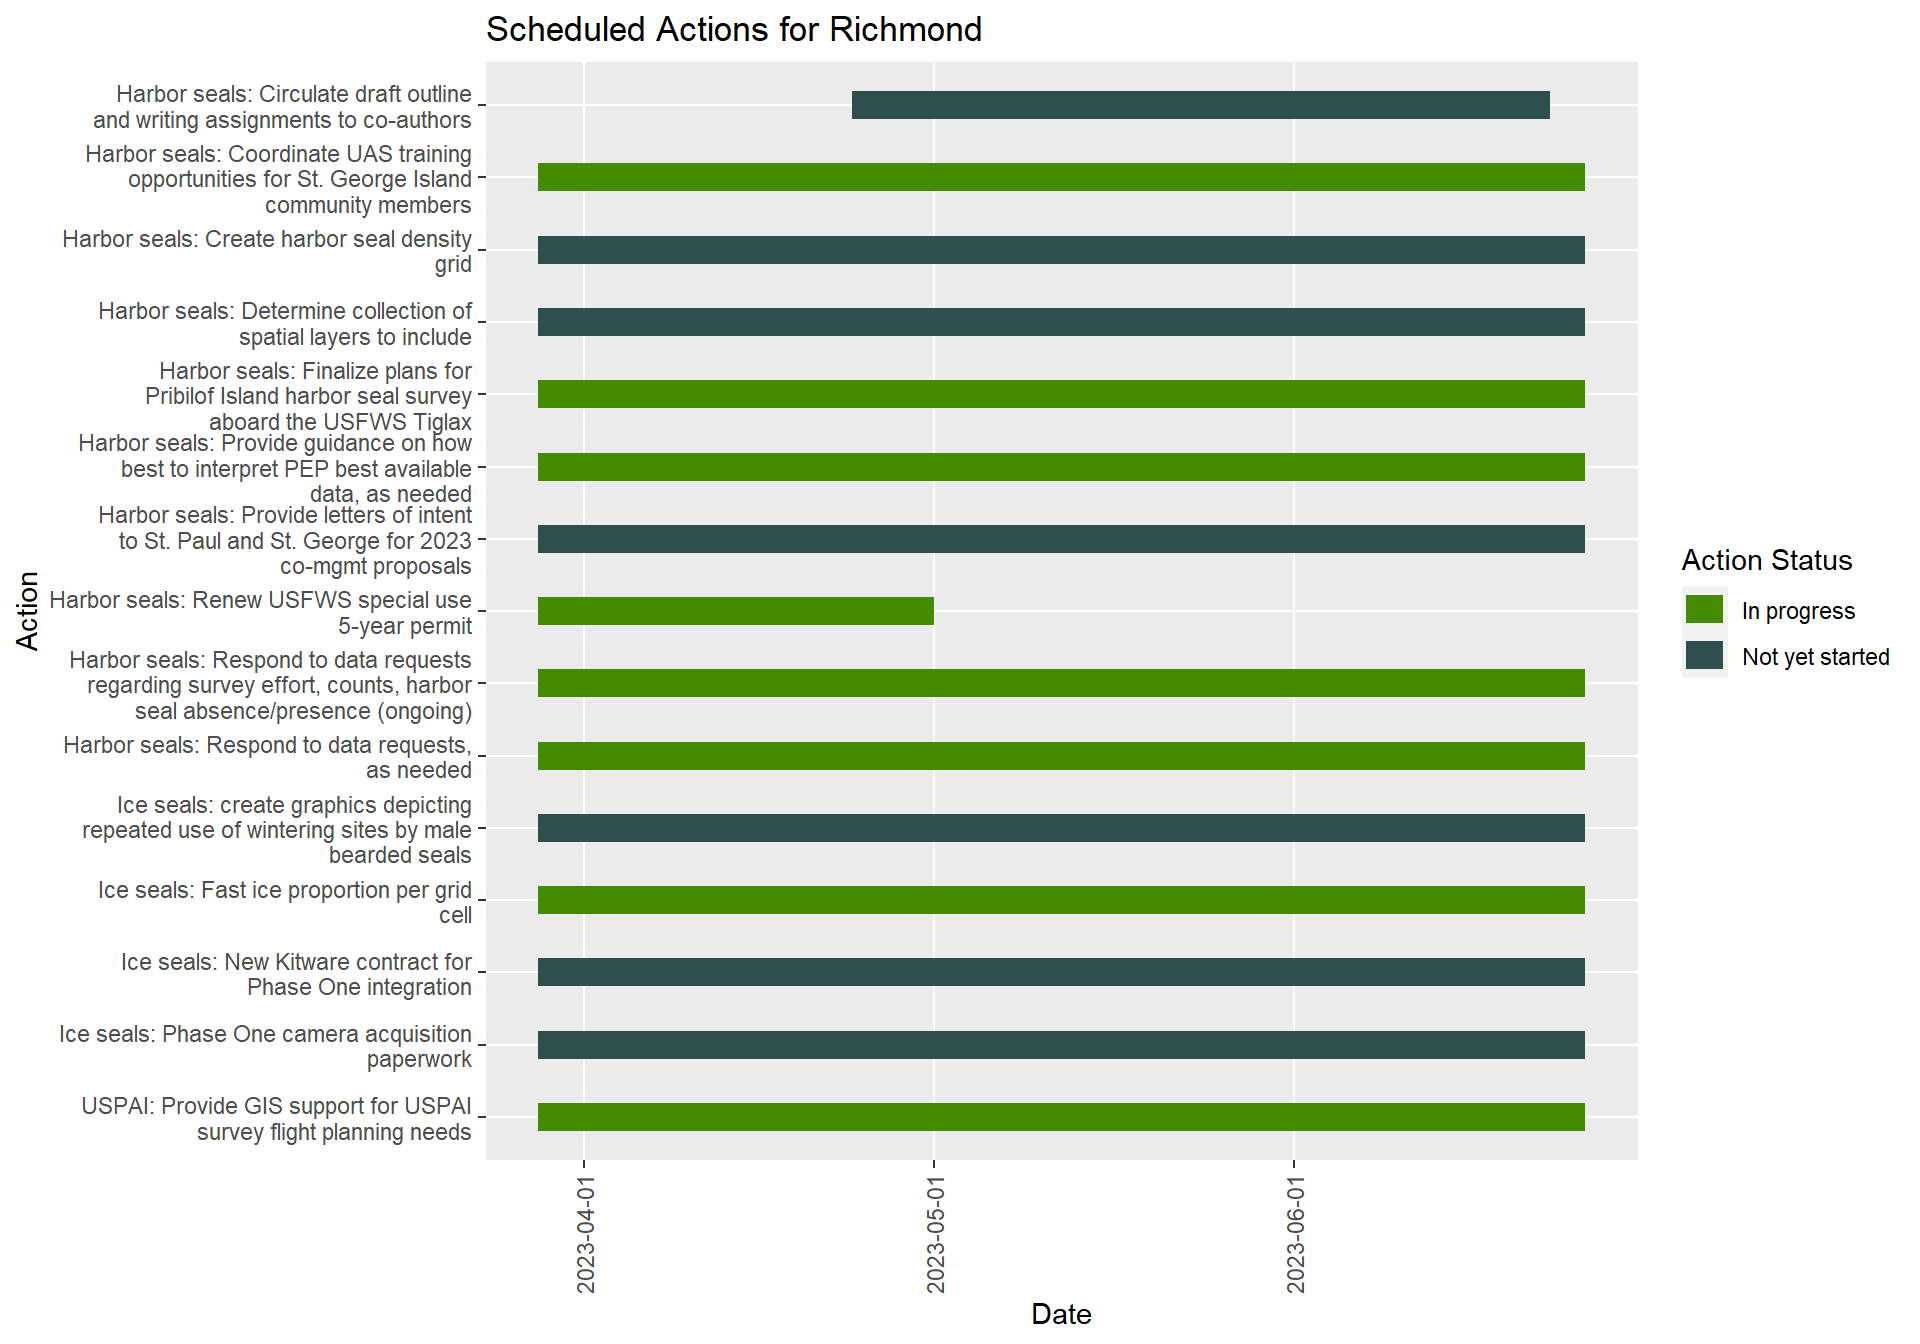 Scheduled Actions for Richmond
Harbor seals: Circulate draft outline
and writing assignments to co-authors
Harbor seals: Coordinate UAS training
opportunities for St. George Island
community members
Harbor seals: Create harbor seal density
grid
Harbor seals: Determine collection of
spatial layers to include
Harbor seals: Finalize plans for
Pribilof Island harbor seal survey
aboard the USFWS Tiglax
Harbor seals: Provide guidance on how
best to interpret PEP best available
data, as needed
Harbor seals: Provide letters of intent
to St. Paul and St. George for 2023
co-mgmt proposals
Harbor seals: Renew USFWS special use
5-year permit
Harbor seals: Respond to data requests
regarding survey effort, counts, harbor
seal absence/presence (ongoing)
Harbor seals: Respond to data requests,
as needed
Ice seals: create graphics depicting
repeated use of wintering sites by male
bearded seals
Ice seals: Fast ice proportion per grid
cell
Ice seals: New Kitware contract for
Phase One integration
Ice seals: Phase One camera acquisition
paperwork
USPAI: Provide GIS support for USPAI
survey flight planning needs
Action
2023-04-01
2023-05-01
2023-06-01
Date
Action Status
In progress
Not yet started